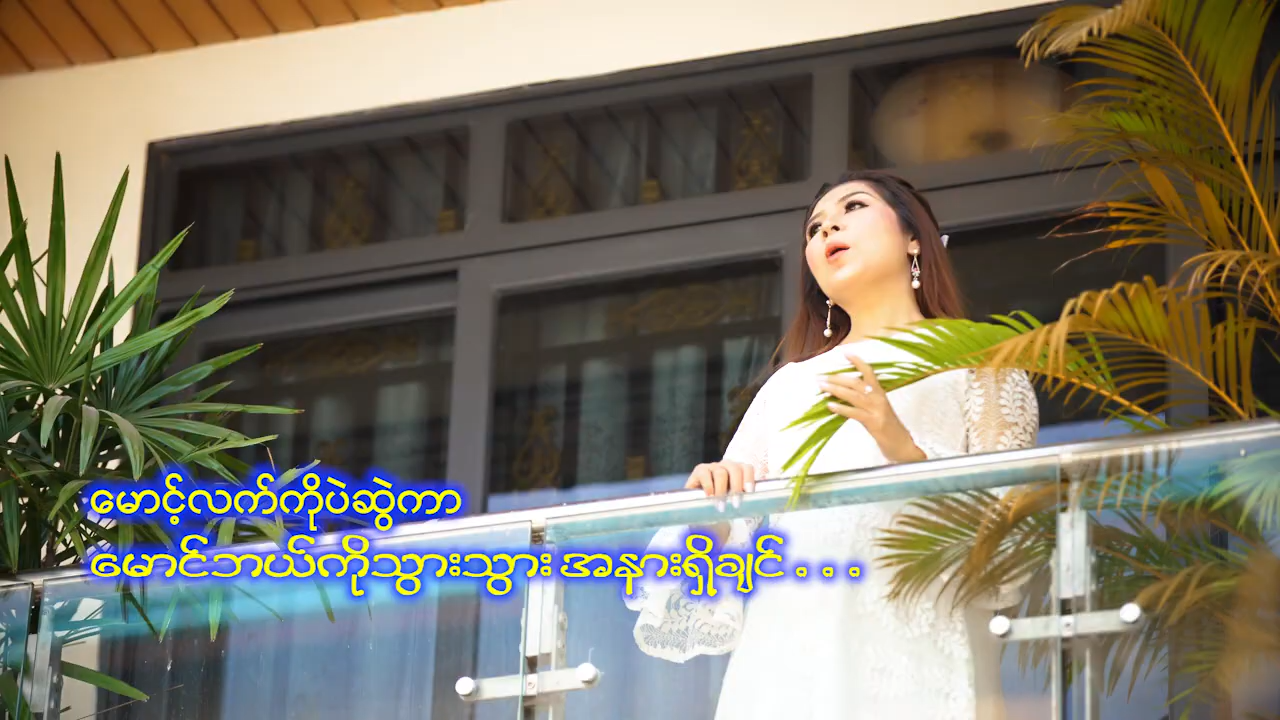 မောင့်လက်ကိုပဲဆွဲကာ
မောင်ဘယ်ကိုသွားသွား အနားရှိချင် . . .